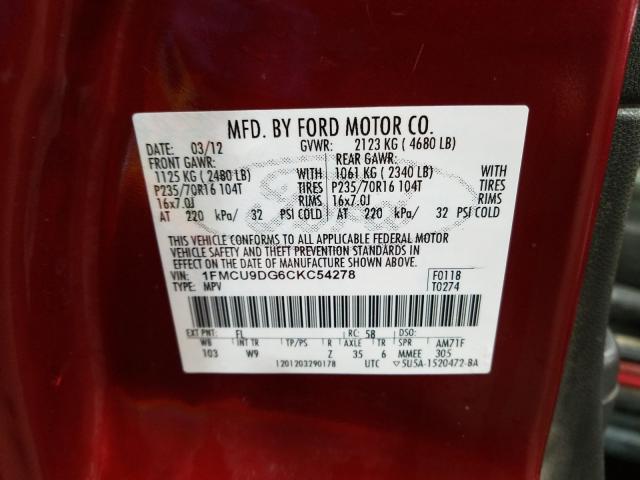 MFD. BY FORD MOTOR CO.
DATE: 03/12 GVWR: 2123 KG ( 4680 LB)
FRONT GAWR: REAR GAWR:
1125 KG ( 2480 LB) WITH 1061 KG ( 2340 LB) WITH
P235/70R16 104T TIRES P235/70R16 104T TIRES
16x7.0J RIMS 16x7.0J RIMS
AT 220 kPa/ 32 PSI COLD AT 220 kPa/ 32 PSI COLD
THIS VEHICLE CONFORMS TO ALL APPLICABLE FEDERAL MOTOR
VEHICLE SAFETY AND THEFT PREVENTION STANDARDS IN
EFFECT ON THE DATE OF MANUFACTURE SHOWN ABOVE.
VIN: 1FMCU9DG6CKC54278 F0118
TYPE: MPV T0274
EXT PNT: FL RC: 58 DSO:
WB INT TR TP/PS R AXLE TR SPR AM71F
103 W9 Z 35 6 MMEE 305
1201203290178 UTC ▽5U5A-1520472-BA
Ford